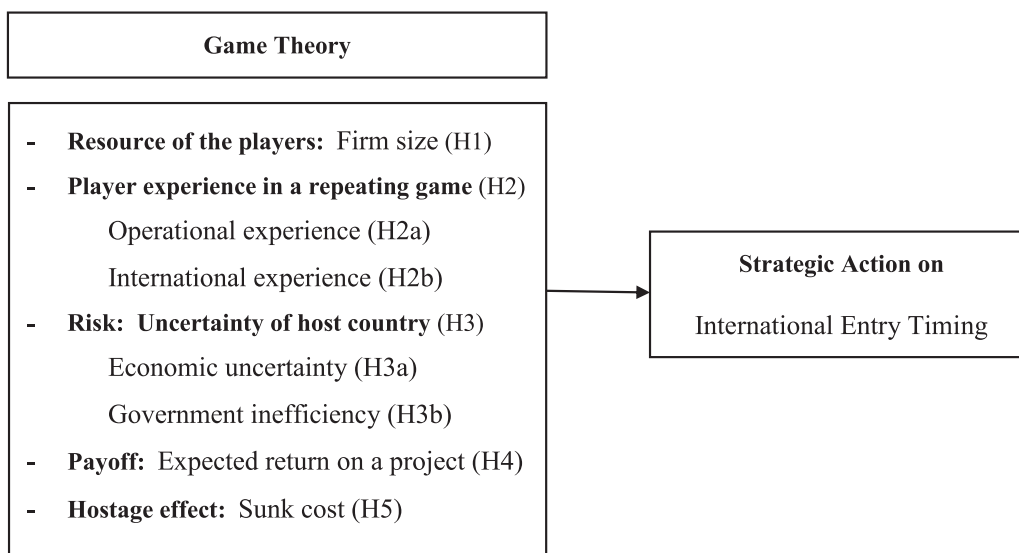 Game Theory
- Resource of the players: Firm size (H1)
- Player experience in a repeating game (H2)
Operational experience (H2a)
International experience (H2b)
- Risk: Uncertainty of host country (H3)
Economic uncertainty (H3a)
Government inefficiency (H3b)
- Payoff: Expected return on a project (H4)
- Hostage effect: Sunk cost (H5)
Strategic Action on
International Entry Timing